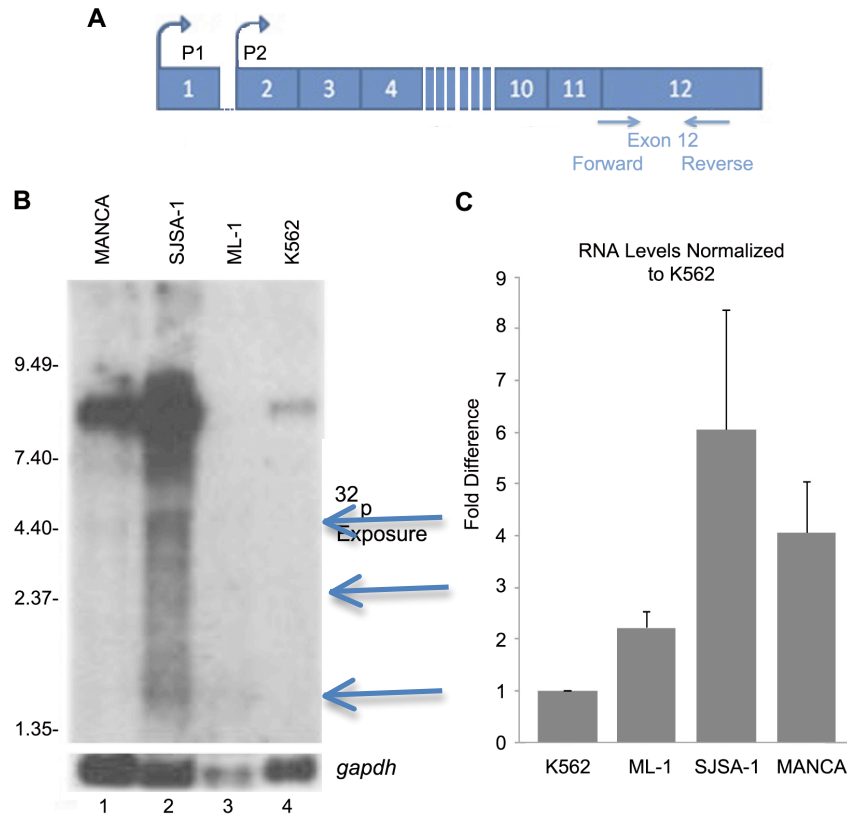 A
P1
P2
1
2
3
4
10
11
12
Exon 12
Forward
Reverse
B
MANCA
SJSA-1
ML-1
K562
9.49-
7.40-
4.40-
2.37-
1.35-
32
p
Exposure
gapdh
1
2
3
4
C
RNA Levels Normalized
to K562
Fold Difference
9
8
7
6
5
4
3
2
1
0
K562
ML-1
SJSA-1
MANCA